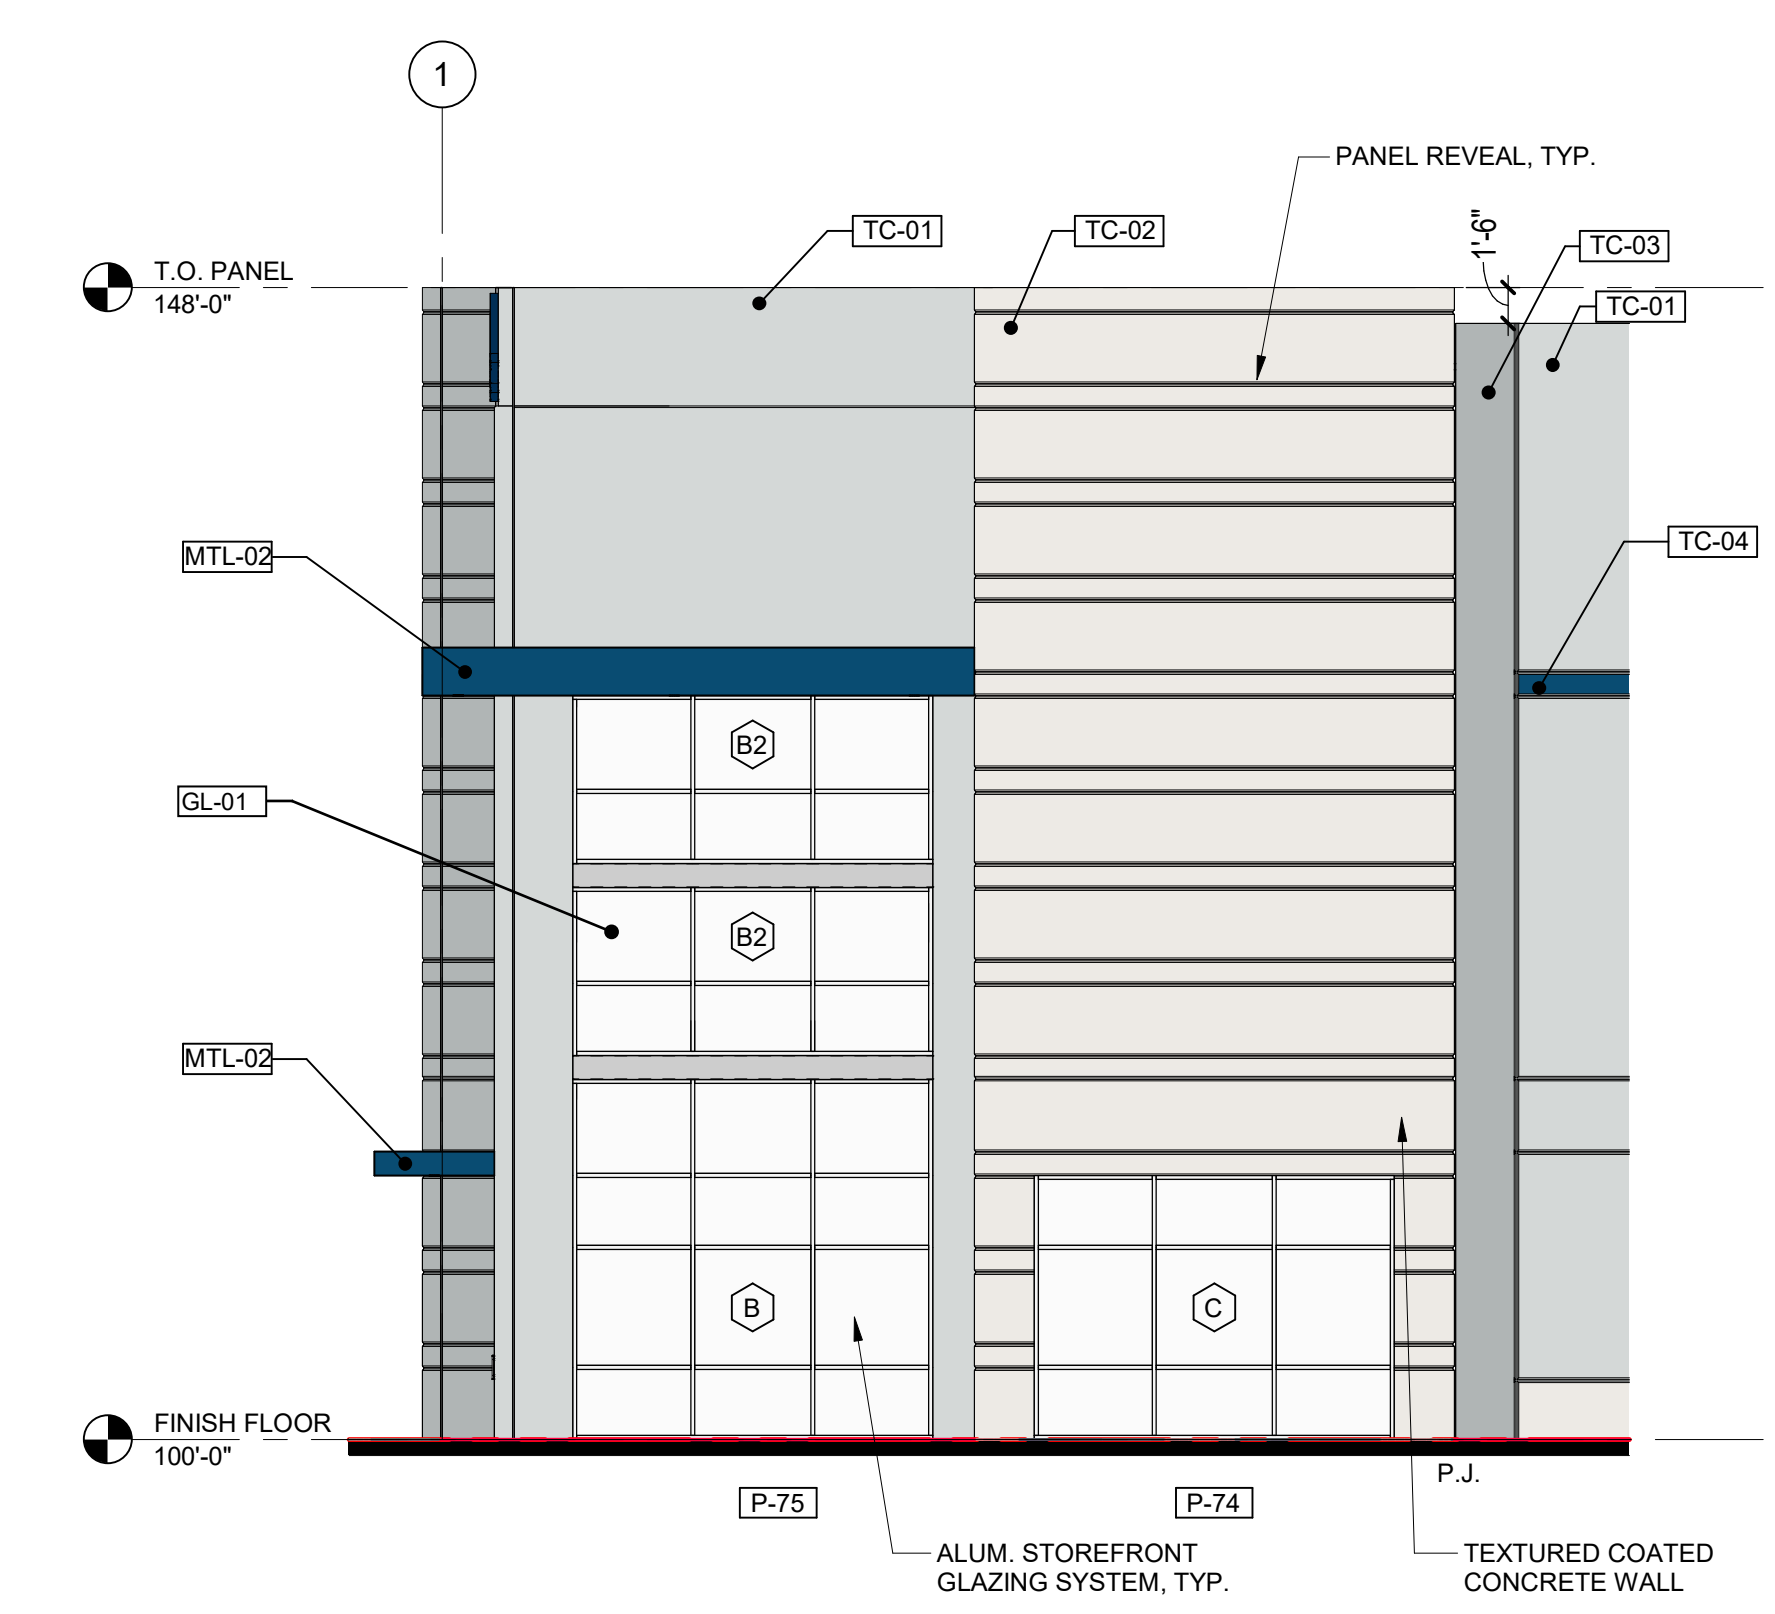 1
PANEL REVEAL, TYP.
TC-01
TC-02
1'-6"
TC-03
T.O. PANEL
148'-0"
TC-01
MTL-02
TC-04
B2
GL-01
B2
MTL-02
B
C
FINISH FLOOR
100'-0"
P.J.
P-75
P-74
ALUM. STOREFRONT
GLAZING SYSTEM, TYP.
TEXTURED COATED
CONCRETE WALL